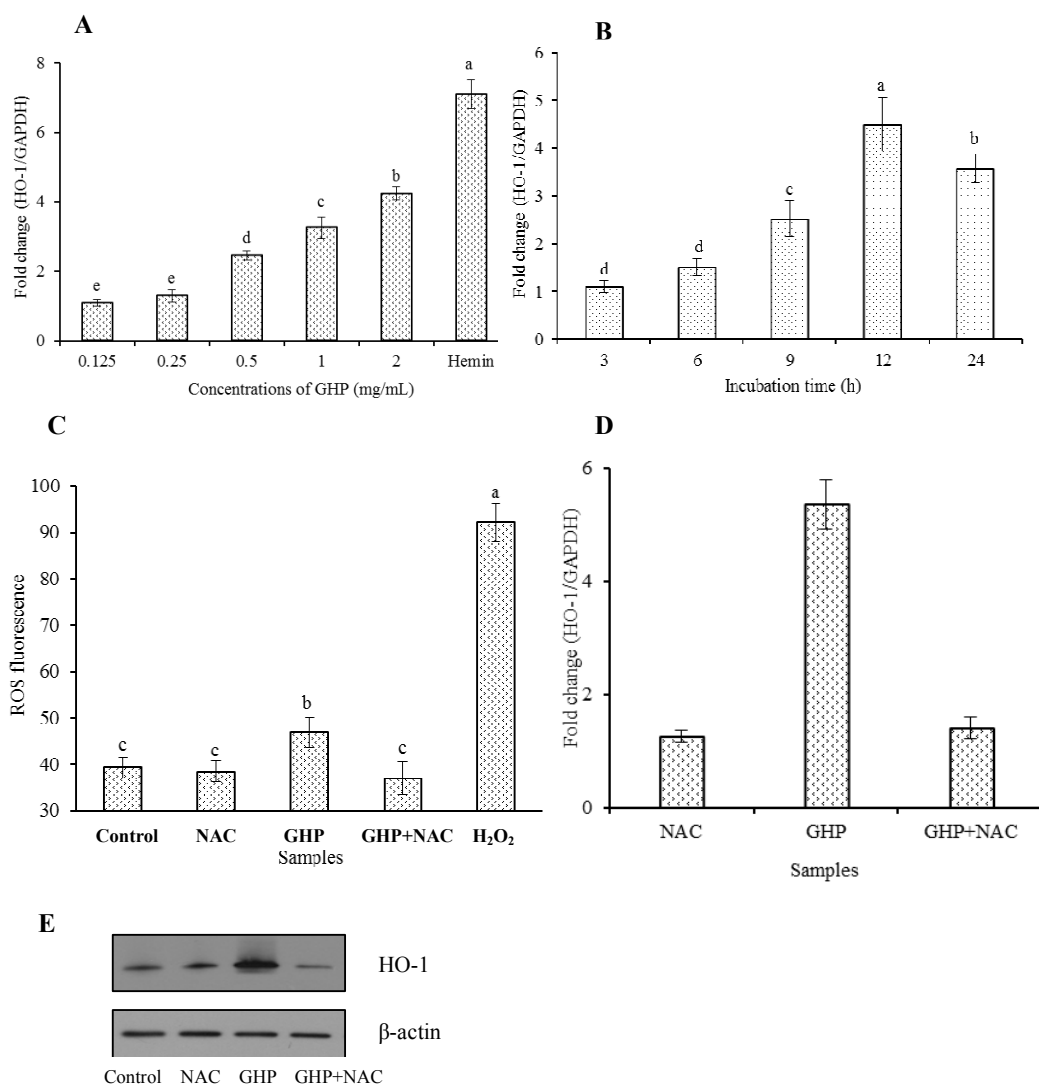 A
Fold change (HO-1/GAPDH)
8
6
4
2
0
a
b
c
d
e
e
0.125 0.25 0.5 1 2 Hemin
Concentrations of GHP (mg/mL)
B
Fold change (HO-1/GAPDH)
6
5
4
3
2
1
0
a
b
c
d
d
3 6 9 12 24
Incubation time (h)
C
ROS fluorescence
100
90
80
70
60
50
40
30
a
b
c
c
c
Control NAC GHP GHP+NAC H₂O₂
Samples
D
Fold change (HO-1/GAPDH)
6
4
2
0
NAC GHP GHP+NAC
Samples
E
HO-1
β-actin
Control NAC GHP GHP+NAC